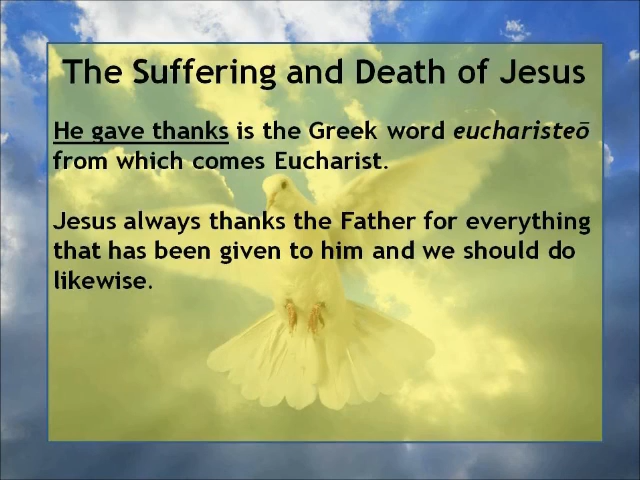 The Suffering and Death of Jesus
He gave thanks is the Greek word eucharisteō
from which comes Eucharist.
Jesus always thanks the Father for everything
that has been given to him and we should do
likewise.